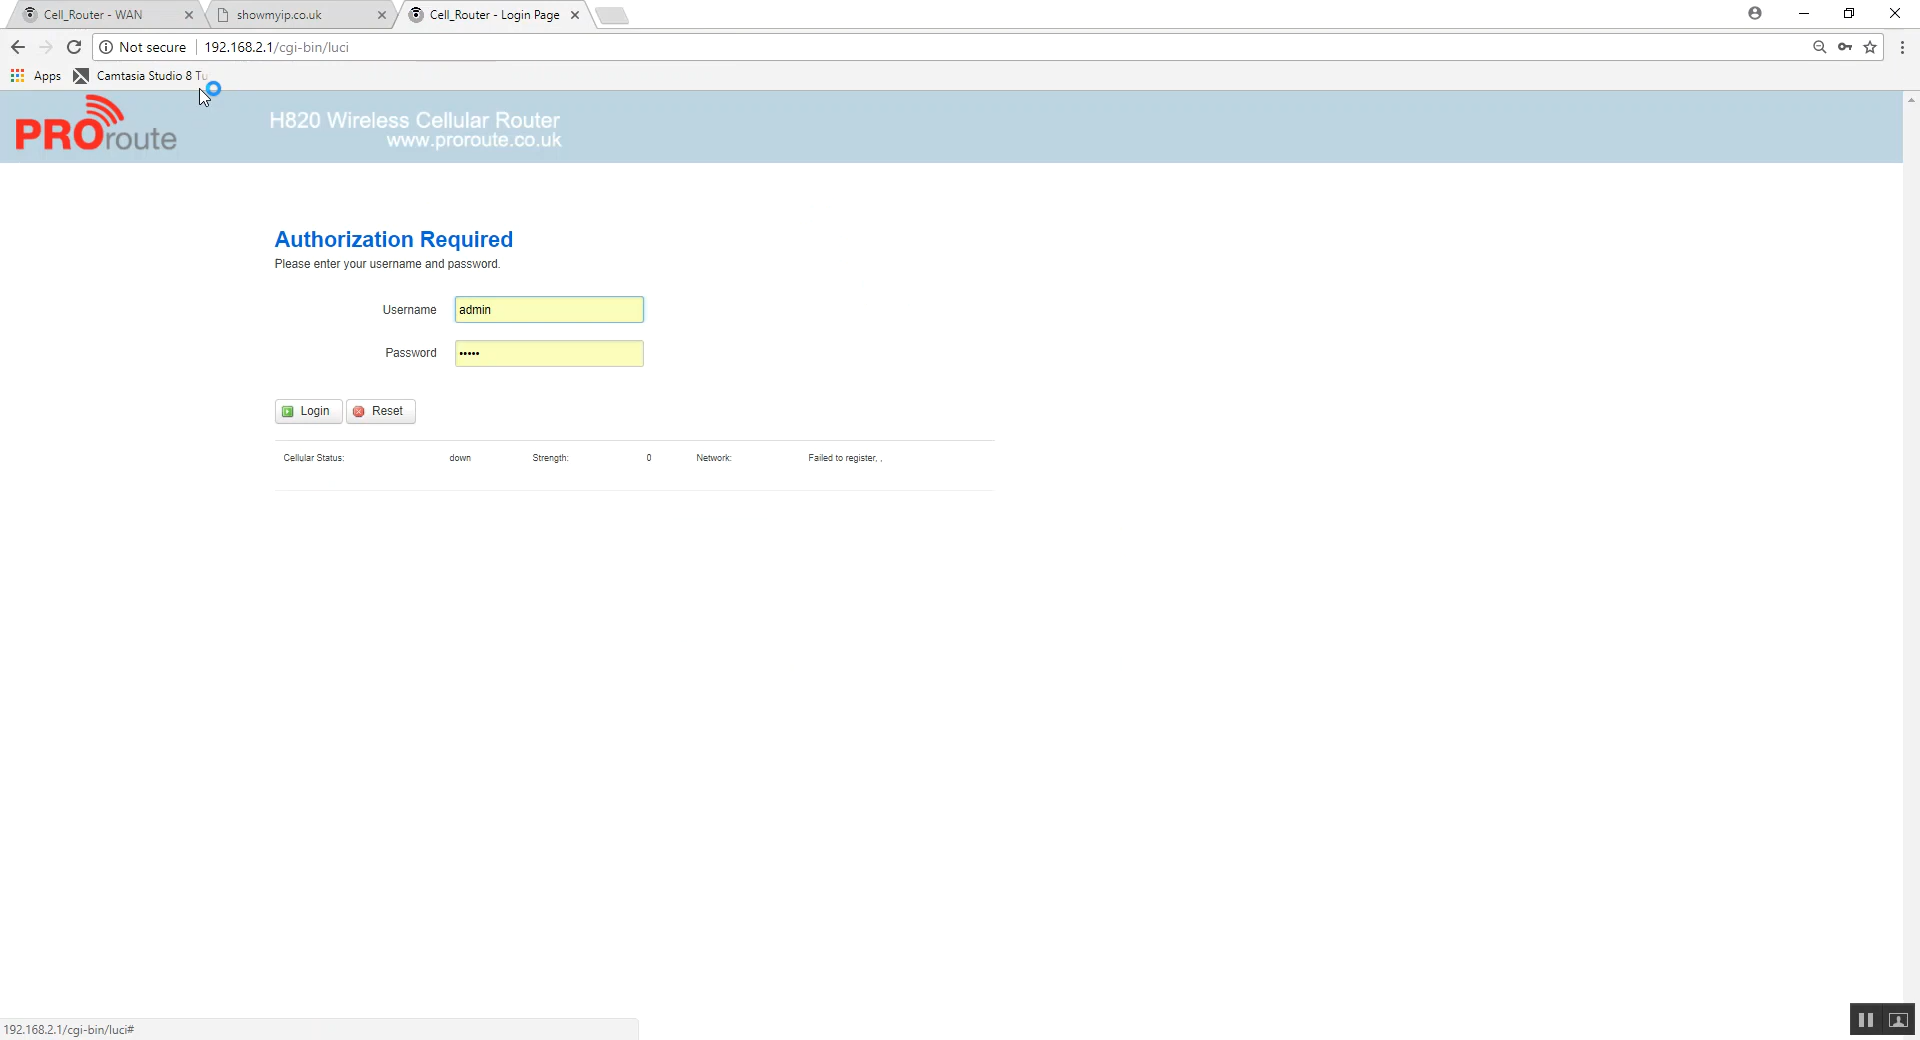 Cell_Router - WAN
showmyip.co.uk
Cell_Router - Login Page
Not secure
192.168.2.1/cgi-bin/luci
Apps
Camtasia Studio 8 Tu
PROroute
H820 Wireless Cellular Router
www.proroute.co.uk
Authorization Required
Please enter your username and password.
Username admin
Password •••••
Login Reset
Cellular Status: down Strength: 0 Network: Failed to register, ,
192.168.2.1/cgi-bin/luci#